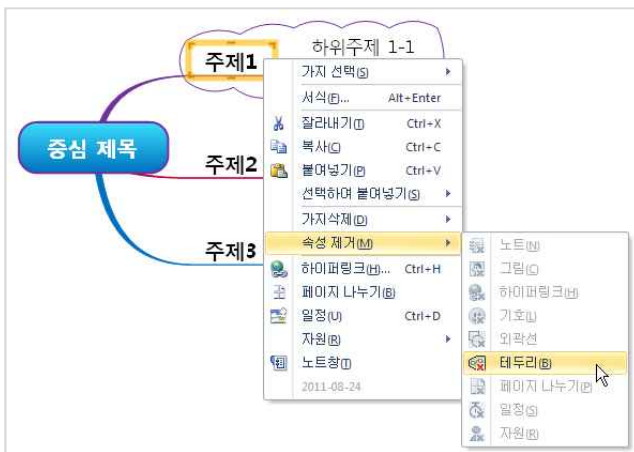 하위주제 1-1
주제1
중심 제목
주제2
주제3
가지 선택(S)
서식(F)... Alt+Enter
잘라내기(T) Ctrl+X
복사(C) Ctrl+C
붙여넣기(P) Ctrl+V
선택하여 붙여넣기(S)
가지삭제(D)
속성 제거(M)
하이퍼링크(H)... Ctrl+H
페이지 나누기(B)
일정(U) Ctrl+D
자원(R)
노트창(T)
2011-08-24
노트(N)
그림(C)
하이퍼링크(H)
기호(L)
외곽선
테두리(B)
페이지 나누기(P)
일정(S)
자원(R)